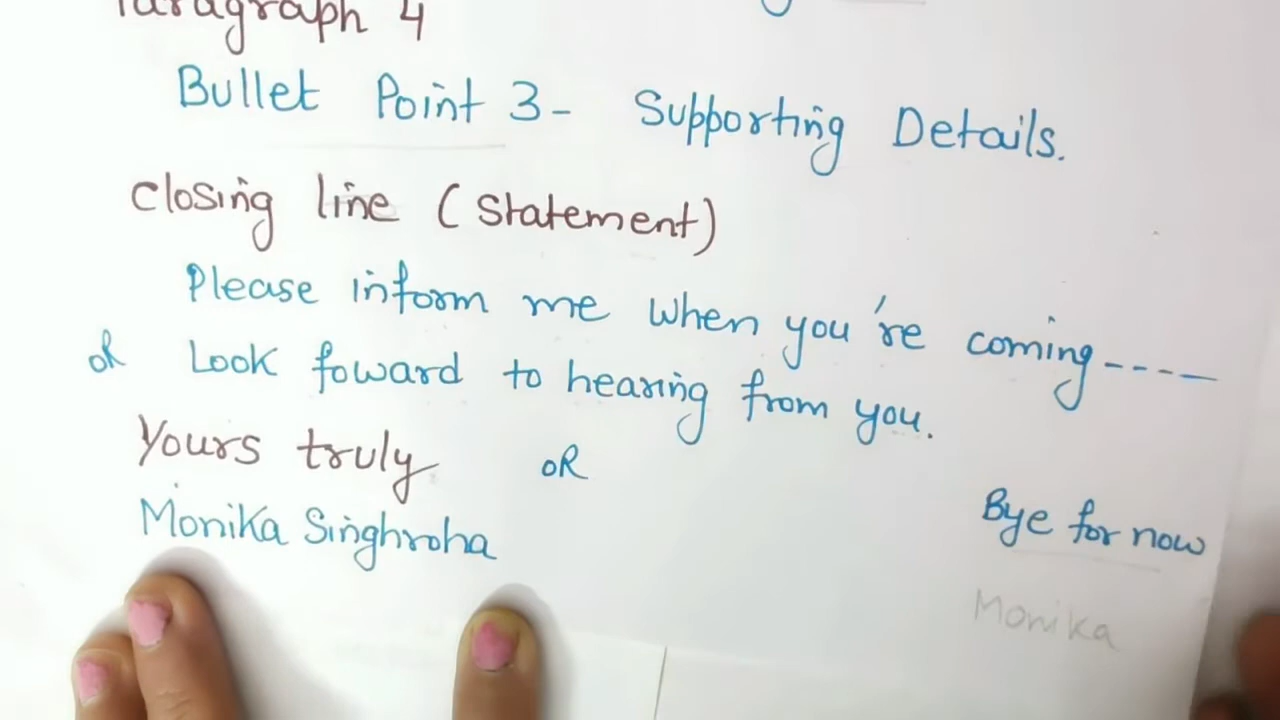 Paragraph 4
Bullet Point 3- Supporting Details.
Closing line (Statement)
Please inform me when you're coming-----
or Look foward to hearing from you.
Yours truly OR
Monika Singhroha
Bye for now
Monika